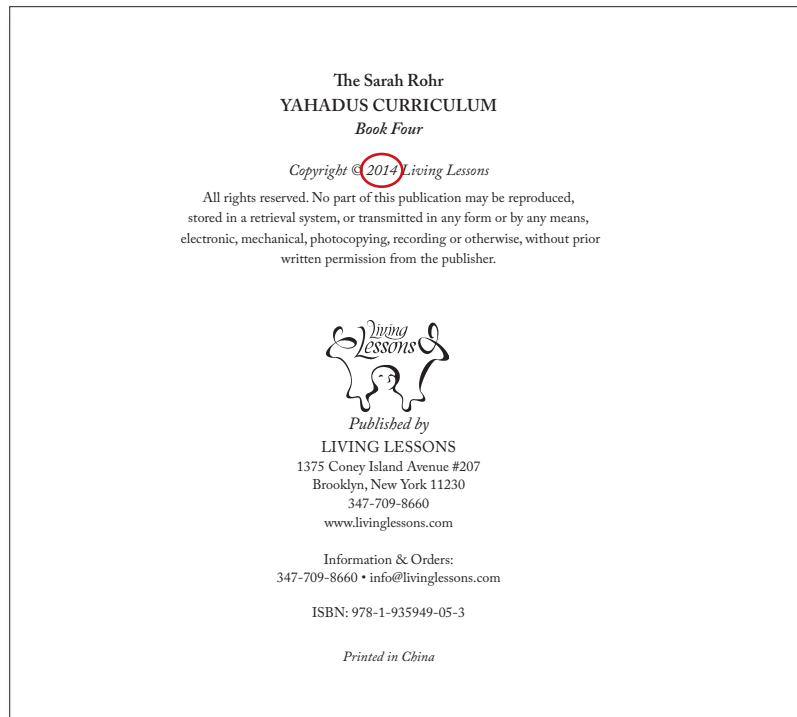 The Sarah Rohr
YAHADUS CURRICULUM
Book Four
Copyright © 2014 Living Lessons
All rights reserved. No part of this publication may be reproduced,
stored in a retrieval system, or transmitted in any form or by any means,
electronic, mechanical, photocopying, recording or otherwise, without prior
written permission from the publisher.
Living
Lessons
Published by
LIVING LESSONS
1375 Coney Island Avenue #207
Brooklyn, New York 11230
347-709-8660
www.livinglessons.com
Information & Orders:
347-709-8660 • info@livinglessons.com
ISBN: 978-1-935949-05-3
Printed in China